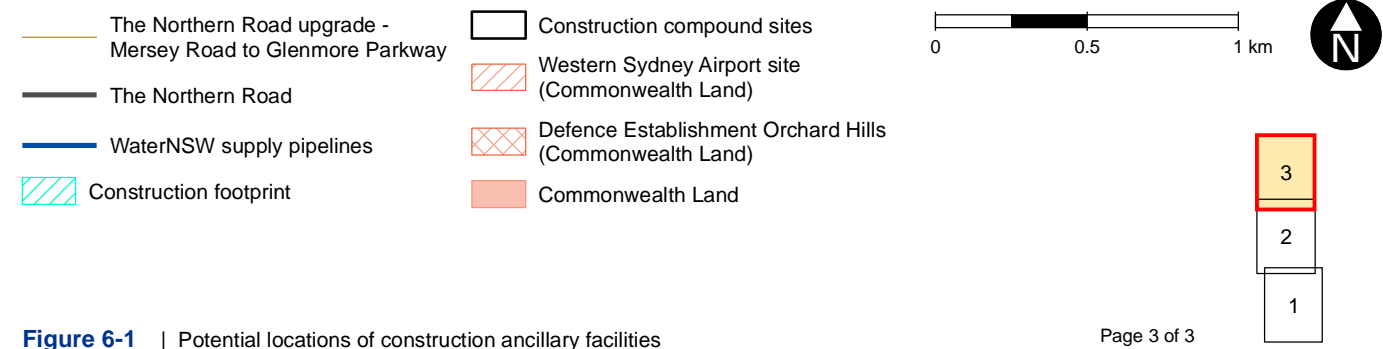 The Northern Road upgrade -
Mersey Road to Glenmore Parkway
The Northern Road
WaterNSW supply pipelines
Construction footprint
Construction compound sites
Western Sydney Airport site
(Commonwealth Land)
Defence Establishment Orchard Hills
(Commonwealth Land)
Commonwealth Land
0 0.5 1 km
N
3
2
1
Figure 6-1 | Potential locations of construction ancillary facilities
Page 3 of 3